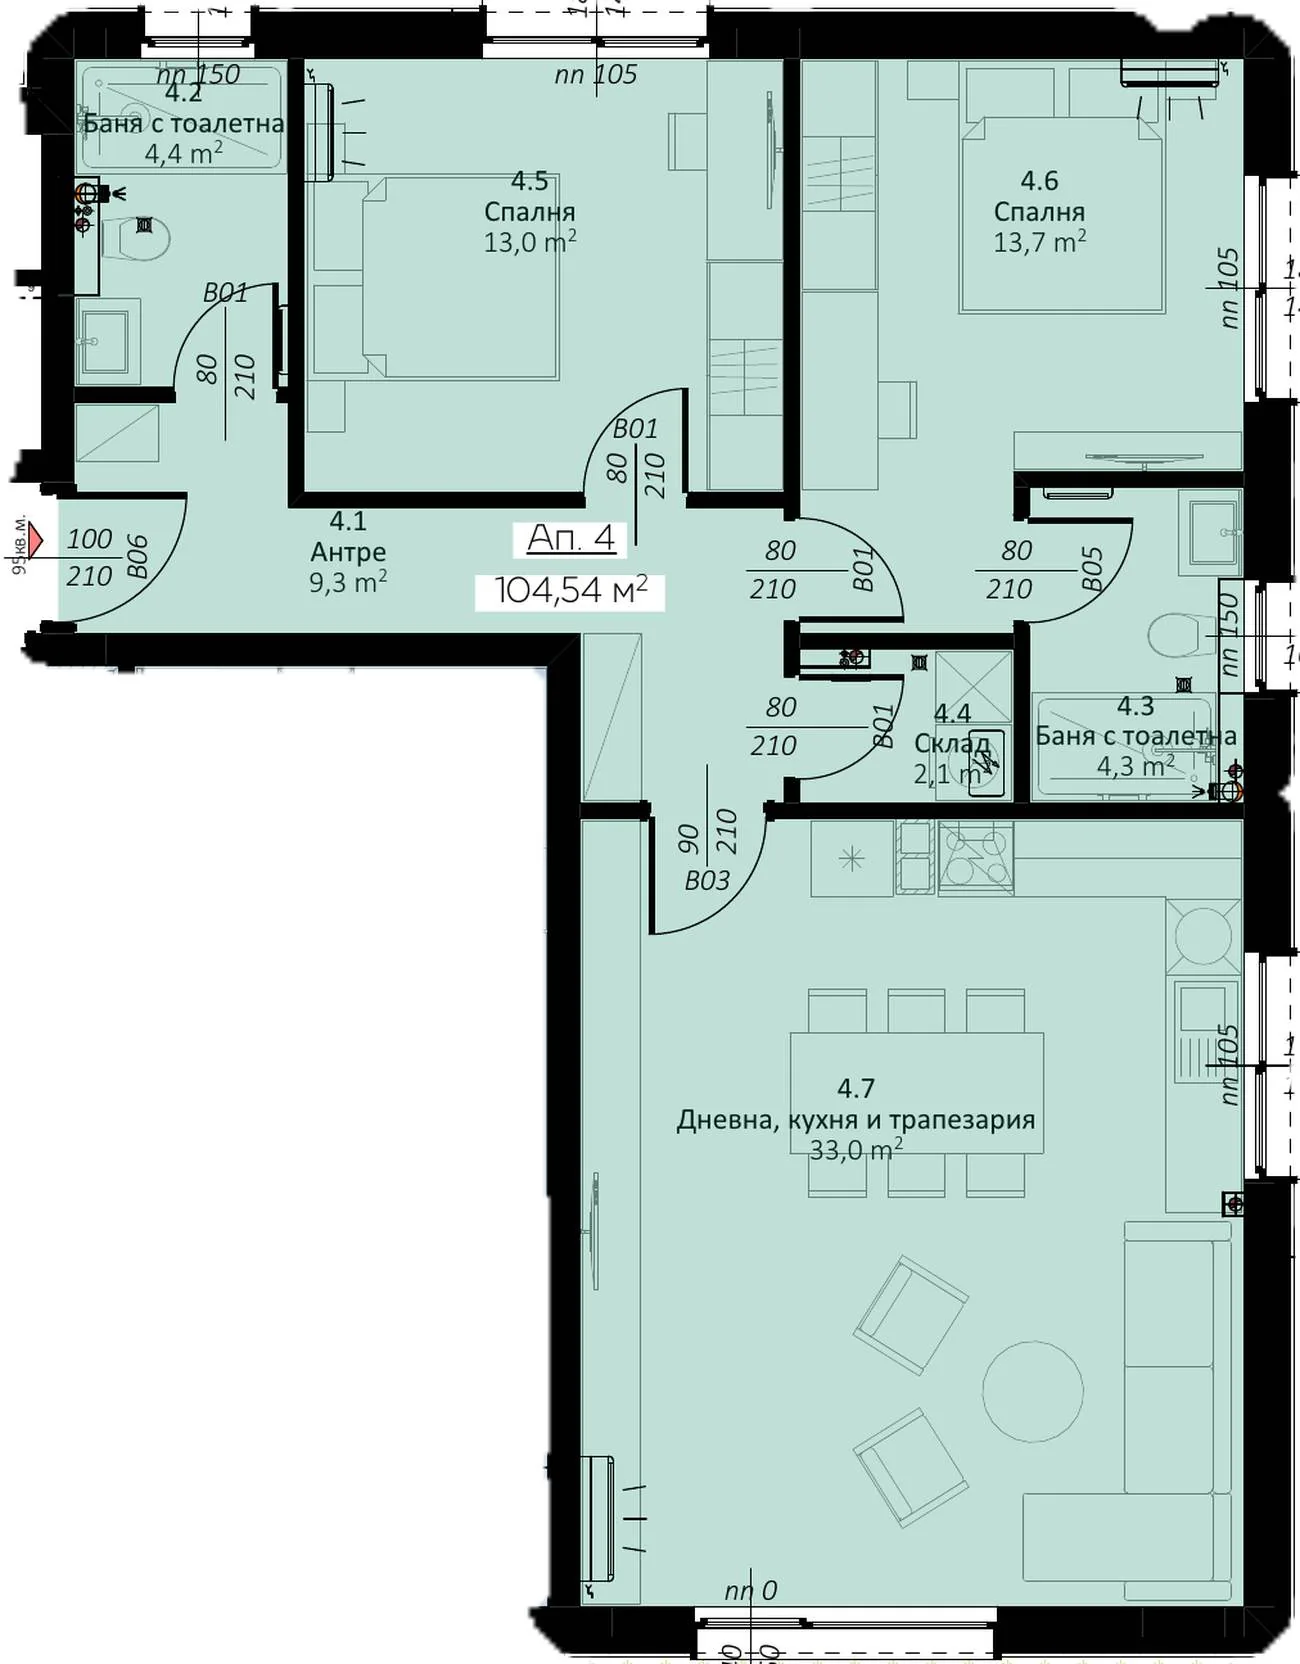 пп 150
4.2
Баня с тоалетна
4,4 m²
пп 105
4.5
Спалня
13,0 m²
4.6
Спалня
13,7 m²
пп 105
B01
80
210
B01
80
210
95кв.м.
100
210
B06
4.1
Антре
9,3 m²
Ап. 4
104,54 м²
80
210
B01
80
210
B05
пп 150
80
210
B01
4.4
Склад
2,1 m²
4.3
Баня с тоалетна
4,3 m²
90
210
B03
пп 105
4.7
Дневна, кухня и трапезария
33,0 m²
пп 0